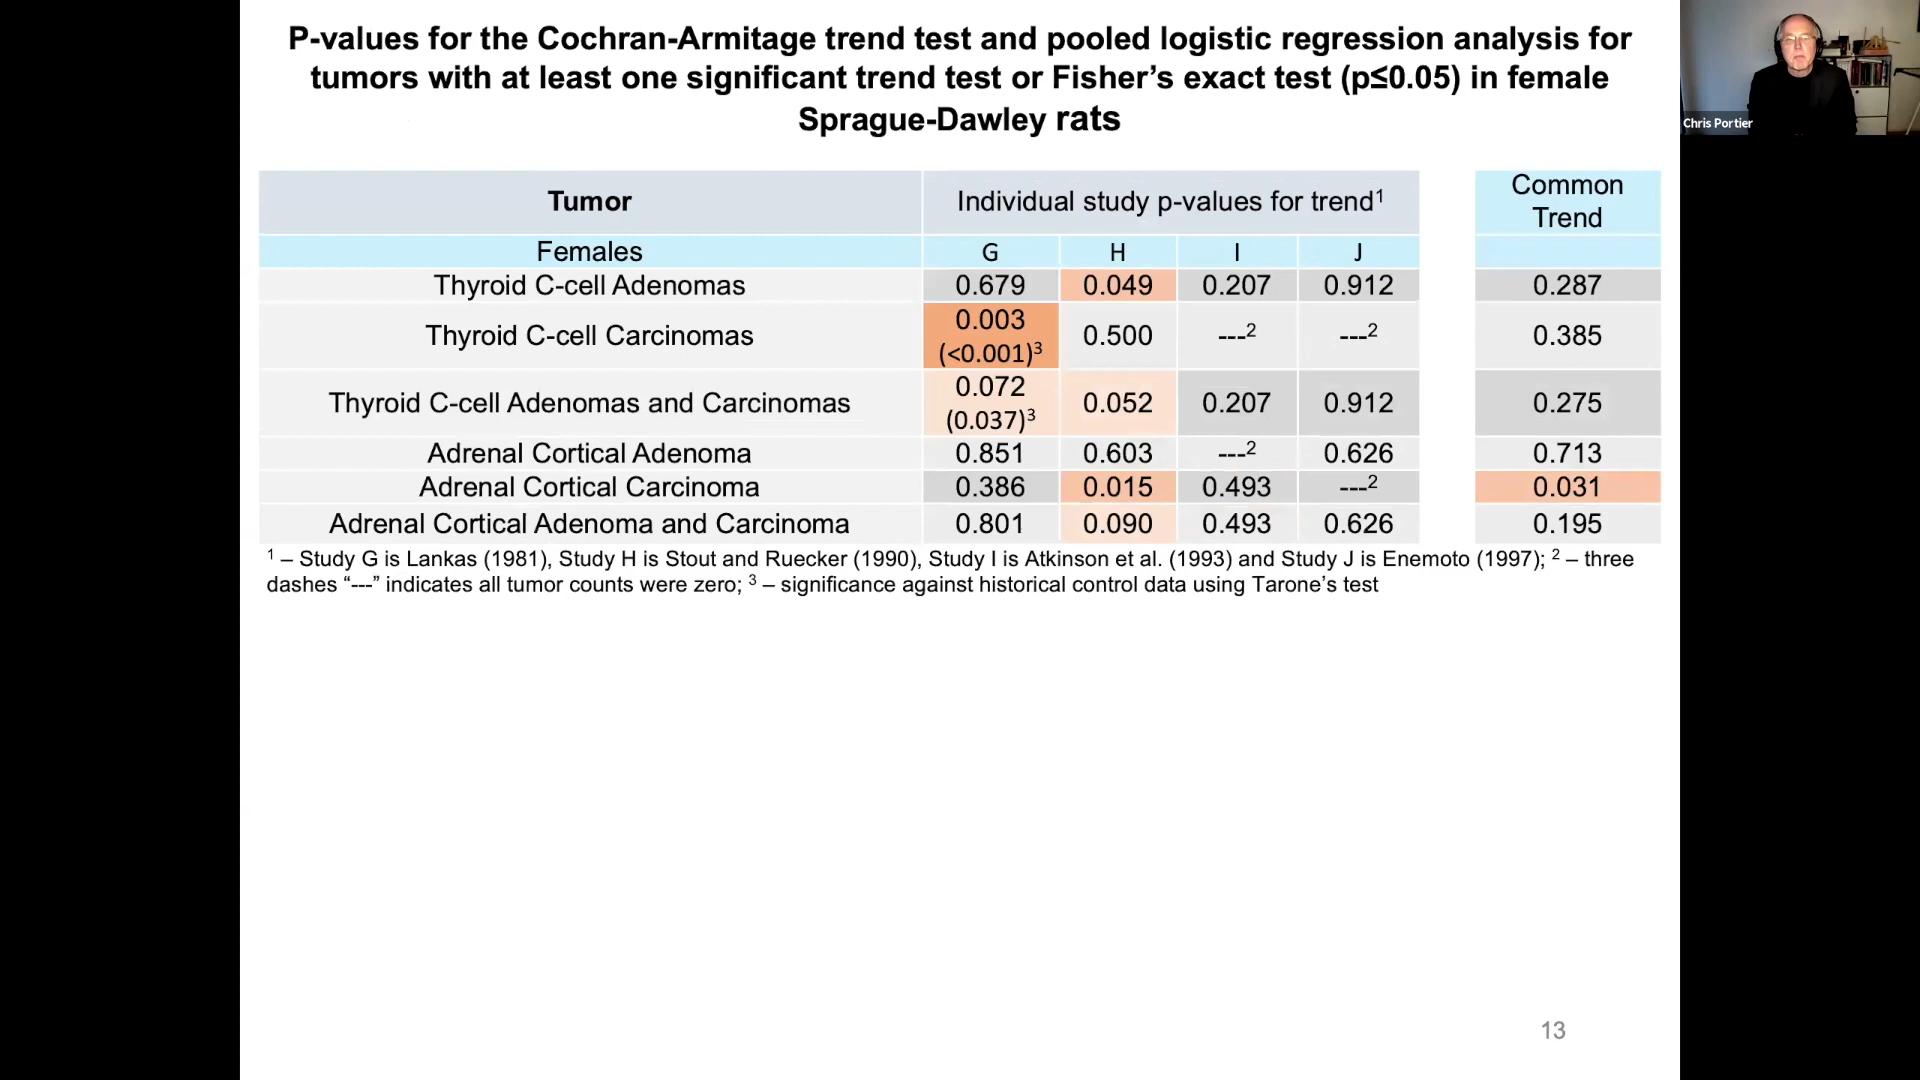 P-values for the Cochran-Armitage trend test and pooled logistic regression analysis for
tumors with at least one significant trend test or Fisher’s exact test (p≤0.05) in female
Sprague-Dawley rats
Chris Portier
Tumor Individual study p-values for trend¹ Common Trend
Females G H I J
Thyroid C-cell Adenomas 0.679 0.049 0.207 0.912 0.287
Thyroid C-cell Carcinomas 0.003 (<0.001)³ 0.500 ---² ---² 0.385
Thyroid C-cell Adenomas and Carcinomas 0.072 (0.037)³ 0.052 0.207 0.912 0.275
Adrenal Cortical Adenoma 0.851 0.603 ---² 0.626 0.713
Adrenal Cortical Carcinoma 0.386 0.015 0.493 ---² 0.031
Adrenal Cortical Adenoma and Carcinoma 0.801 0.090 0.493 0.626 0.195
¹ – Study G is Lankas (1981), Study H is Stout and Ruecker (1990), Study I is Atkinson et al. (1993) and Study J is Enemoto (1997); ² – three
dashes “---” indicates all tumor counts were zero; ³ – significance against historical control data using Tarone’s test
13